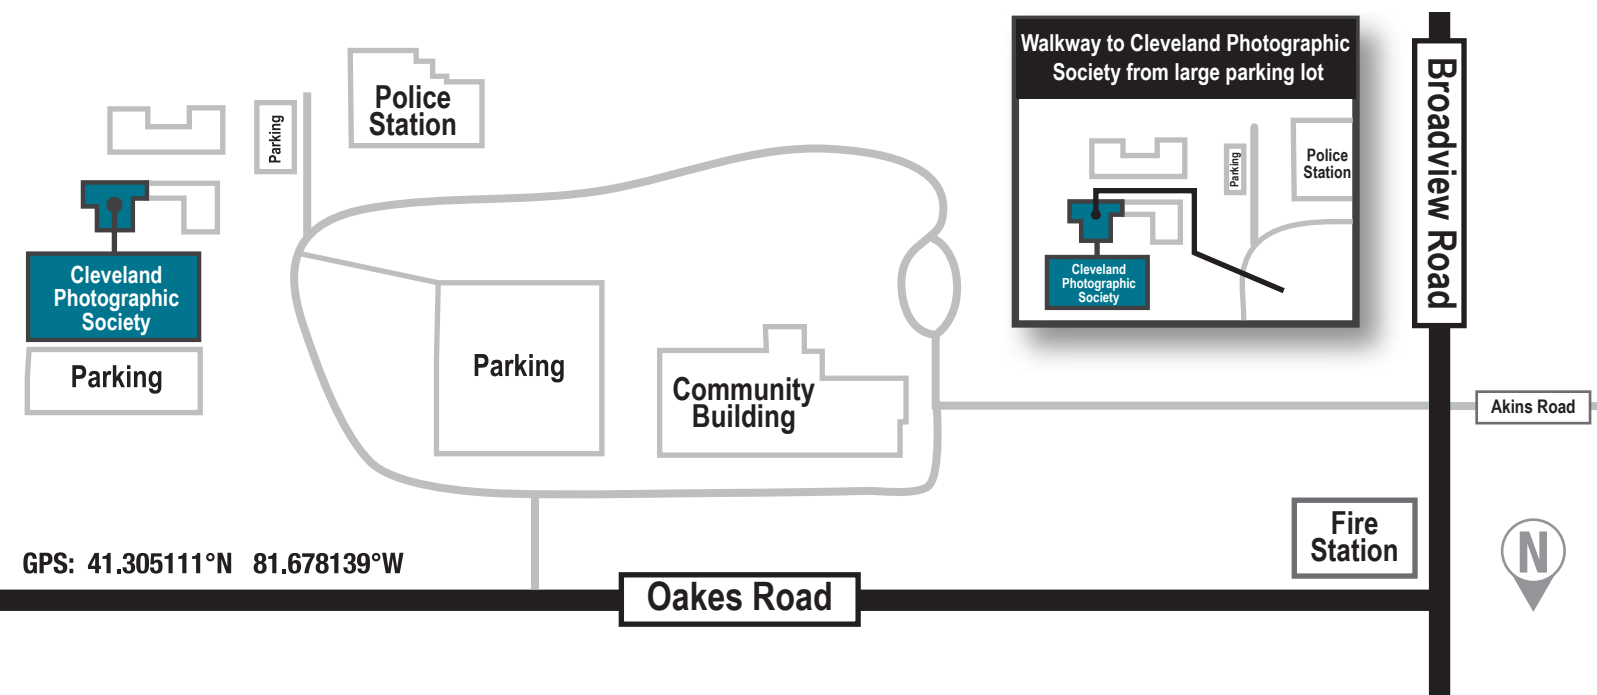 Walkway to Cleveland Photographic
Society from large parking lot
Police
Station
Parking
Cleveland
Photographic
Society
Broadview Road
Police
Station
Parking
Cleveland
Photographic
Society
Parking
Parking
Community
Building
Akins Road
Fire
Station
N
GPS: 41.305111°N 81.678139°W
Oakes Road